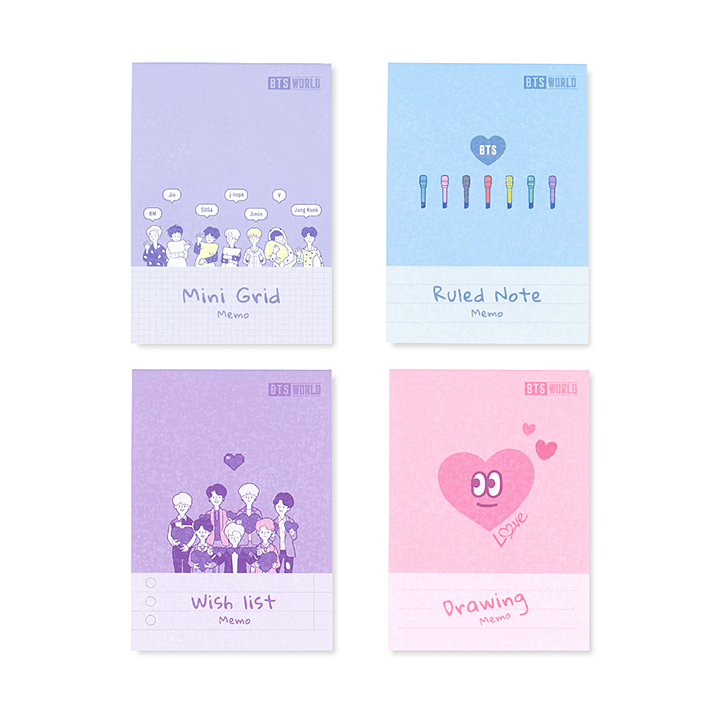 BTS WORLD
Jin
j-hope
V
RM
SUGA
Jimin
Jung Kook
Mini Grid
Memo
BTS WORLD
BTS
Ruled Note
Memo
BTS WORLD
Wish list
Memo
BTS WORLD
Love
Drawing
Memo